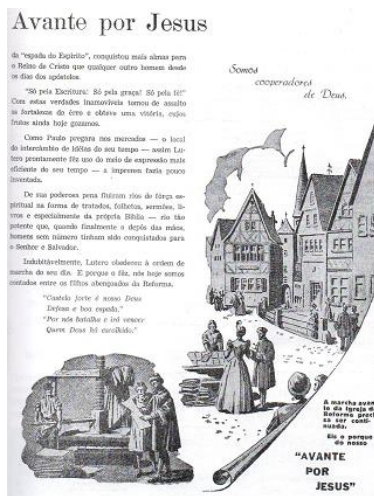 Avante por Jesus
da "espada do Espírito", conquistou mais almas para
o Reino de Cristo que qualquer outro homem desde
os dias dos apóstolos.
"Só pela Escritura: Só pela graça! Só pela fé!"
Com estas verdades inamovíveis tomou de assalto
as fortalezas do êrro e obteve uma vitória, cujos
frutos ainda hoje gozamos.
Como Paulo pregara nos mercados — o local
do intercâmbio de idéias do seu tempo — assim Lu-
tero prontamente fêz uso do meio de expressão mais
eficiente do seu tempo — a imprensa fazia pouco
inventada.
De sua poderosa pena fluíram rios de fôrça es-
piritual na forma de tratados, folhetos, sermões, li-
vros e especialmente da própria Bíblia — rio tão
potente que, quando finalmente a depôs das mãos,
homens sem número tinham sido conquistados para
o Senhor e Salvador.
Indubitàvelmente, Lutero obedeceu à ordem de
marcha do seu dia. E porque o fêz, nós hoje somos
contados entre os filhos abençoados da Reforma.
"Castelo forte é nosso Deus
Defesa e boa espada."
"Por nós batalha e irá vencer
Quem Deus há escolhido."
Somos
cooperadores
de Deus.
A marcha avan-
te da Igreja da
Reforma preci-
sa ser conti-
nuada.
Eis o porque
do nosso
"AVANTE
POR
JESUS"